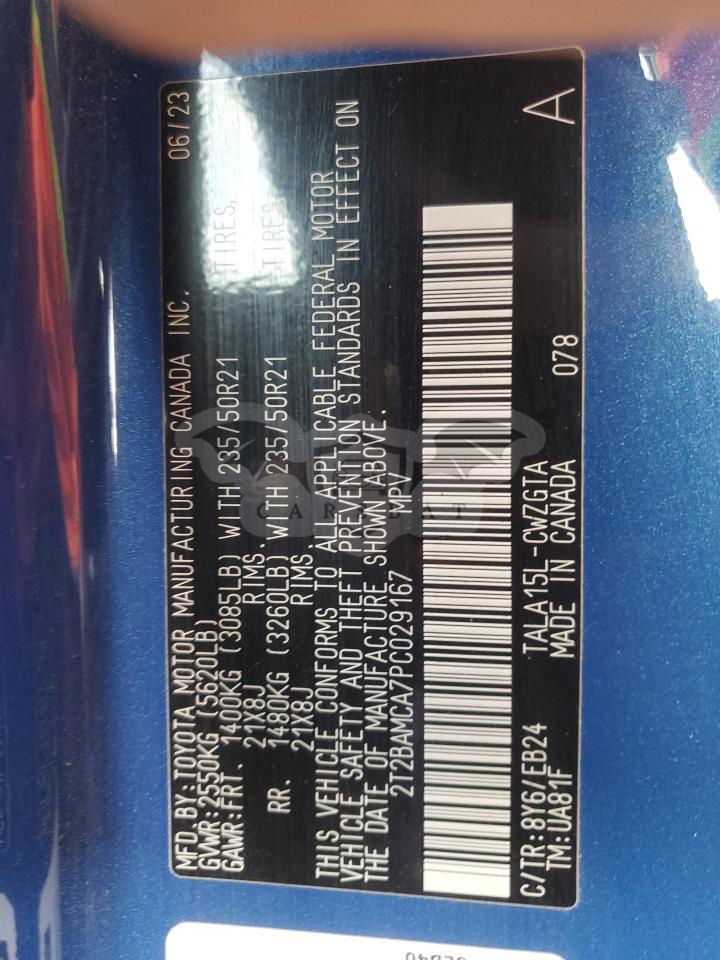 MFD. BY: TOYOTA MOTOR MANUFACTURING CANADA INC. 06/23
GVWR: 2550KG (5620LB)
GAWR: FRT. 1400KG (3085LB) WITH 235/50R21 TIRES,
21X8J RIMS.
RR. 1480KG (3260LB) WITH 235/50R21 TIRES,
21X8J RIMS.
THIS VEHICLE CONFORMS TO ALL APPLICABLE FEDERAL MOTOR
VEHICLE SAFETY AND THEFT PREVENTION STANDARDS IN EFFECT ON
THE DATE OF MANUFACTURE SHOWN ABOVE.
2T2BAMCA7PC029167 MPV
C/TR: 8Y6/EB24 TALA15L-CWZGTA 078 A
TM: UA81F MADE IN CANADA